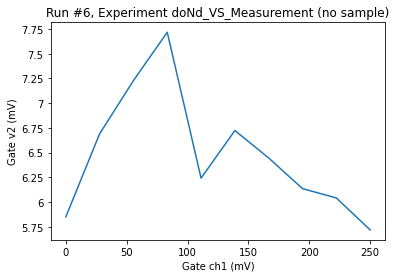 Run #6, Experiment doNd_VS_Measurement (no sample)
Gate v2 (mV)
7.75
7.5
7.25
7
6.75
6.5
6.25
6
5.75
0 50 100 150 200 250
Gate ch1 (mV)